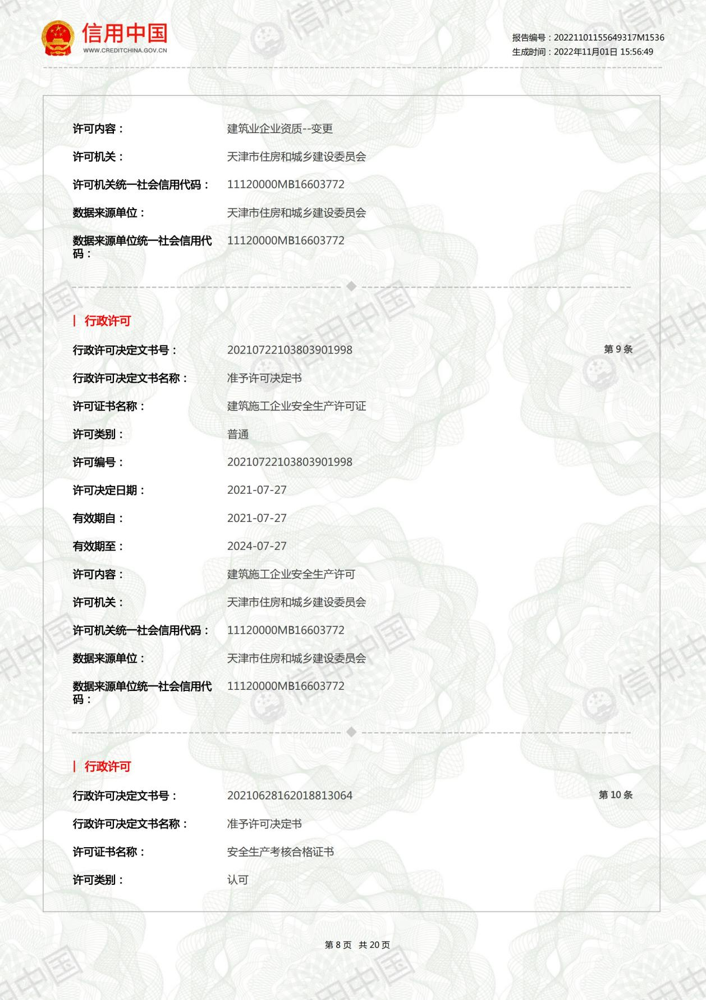 信用中国
WWW.CREDITCHINA.GOV.CN
报告编号：20221101155649317M1536
生成时间：2022年11月01日 15:56:49
许可内容： 建筑业企业资质--变更
许可机关： 天津市住房和城乡建设委员会
许可机关统一社会信用代码： 11120000MB16603772
数据来源单位： 天津市住房和城乡建设委员会
数据来源单位统一社会信用代 11120000MB16603772
码：
行政许可
行政许可决定文书号： 20210722103803901998 第 9 条
行政许可决定文书名称： 准予许可决定书
许可证书名称： 建筑施工企业安全生产许可证
许可类别： 普通
许可编号： 20210722103803901998
许可决定日期： 2021-07-27
有效期自： 2021-07-27
有效期至： 2024-07-27
许可内容： 建筑施工企业安全生产许可
许可机关： 天津市住房和城乡建设委员会
许可机关统一社会信用代码： 11120000MB16603772
数据来源单位： 天津市住房和城乡建设委员会
数据来源单位统一社会信用代 11120000MB16603772
码：
行政许可
行政许可决定文书号： 20210628162018813064 第 10 条
行政许可决定文书名称： 准予许可决定书
许可证书名称： 安全生产考核合格证书
许可类别： 认可
第 8 页 共 20 页